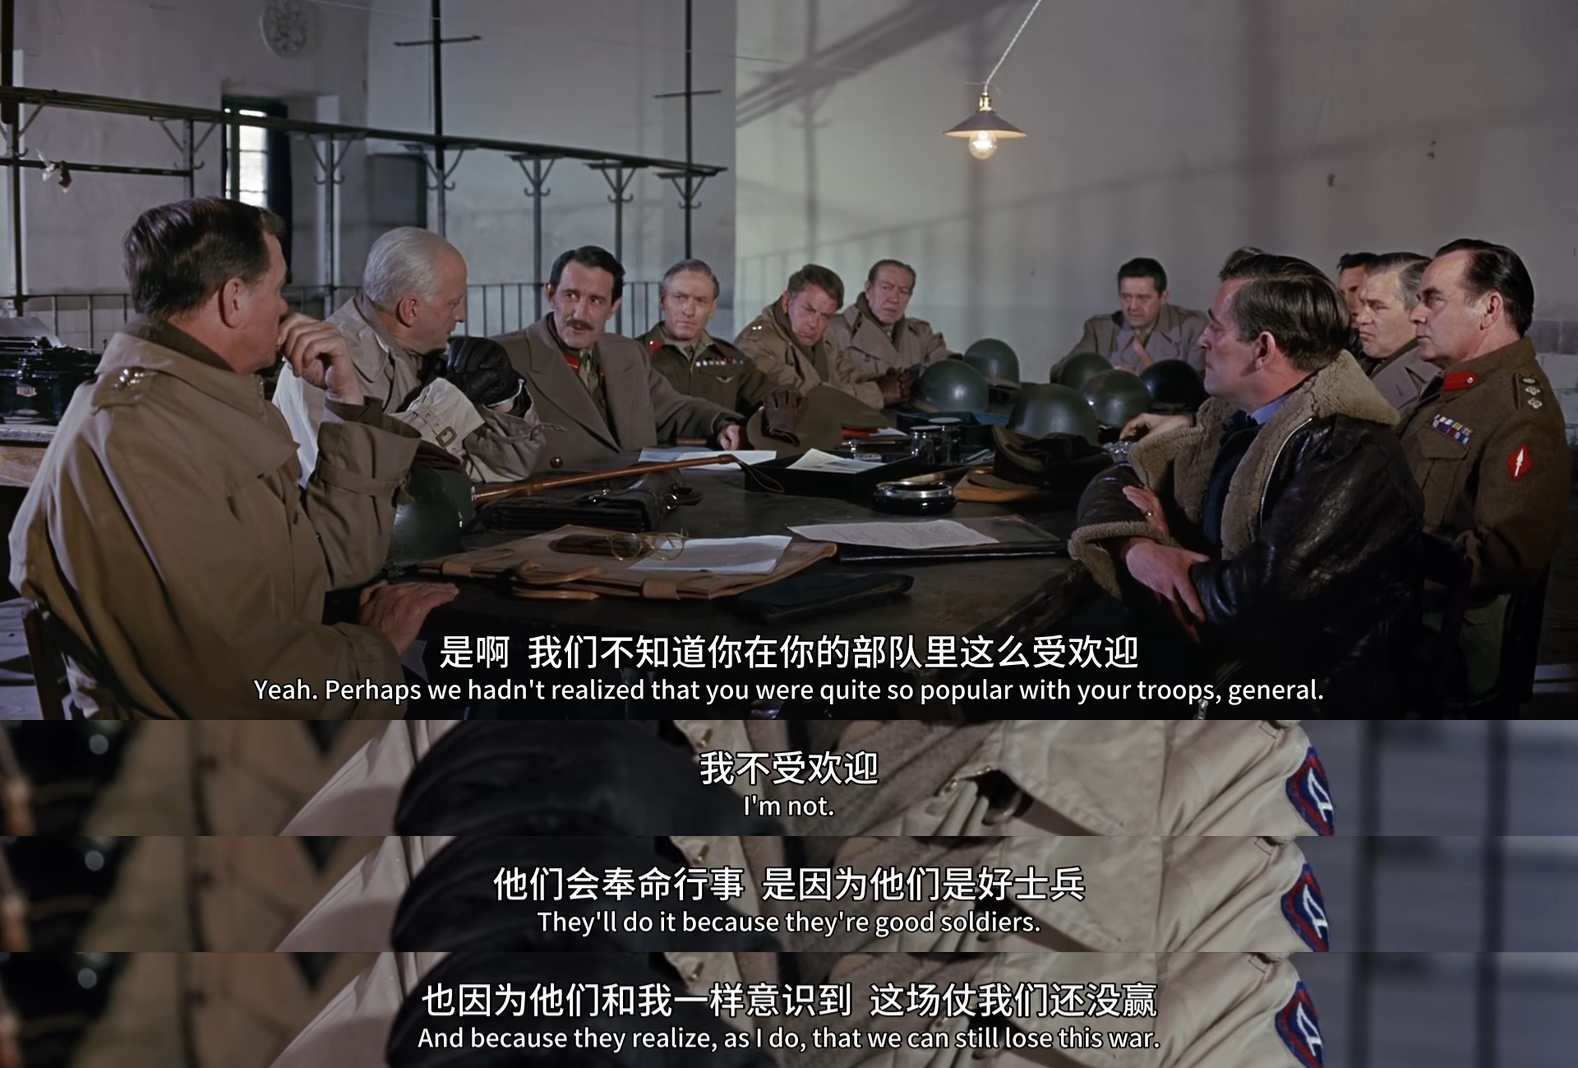 是啊 我们不知道你在你的部队里这么受欢迎
Yeah. Perhaps we hadn't realized that you were quite so popular with your troops, general.
我不受欢迎
I'm not.
他们会奉命行事 是因为他们是好士兵
They'll do it because they're good soldiers.
也因为他们和我一样意识到 这场仗我们还没赢
And because they realize, as I do, that we can still lose this war.